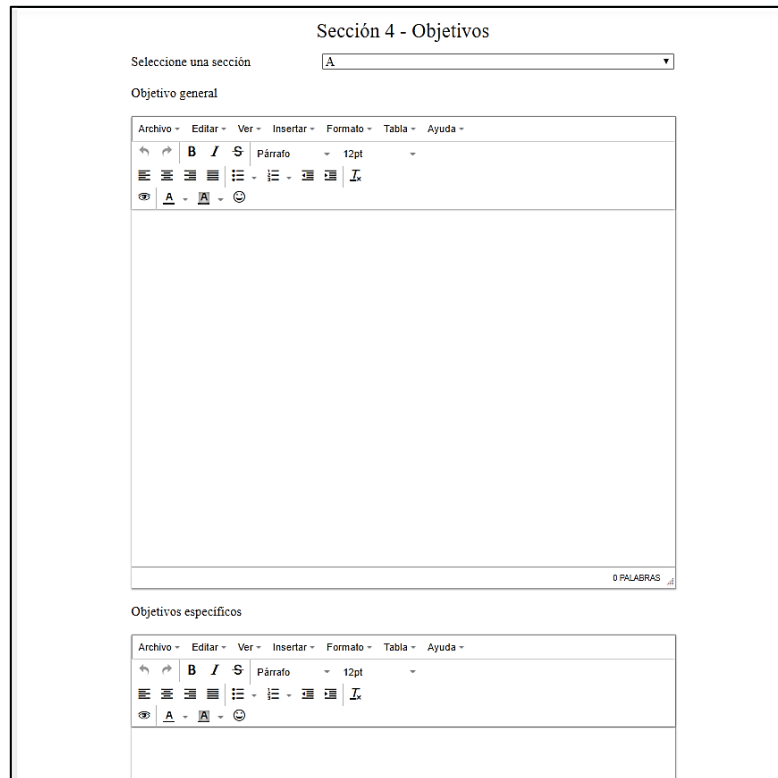 Sección 4 - Objetivos
Seleccione una sección A
Objetivo general
Archivo Editar Ver Insertar Formato Tabla Ayuda
B I S Párrafo 12pt
A A
0 PALABRAS
Objetivos específicos
Archivo Editar Ver Insertar Formato Tabla Ayuda
B I S Párrafo 12pt
A A